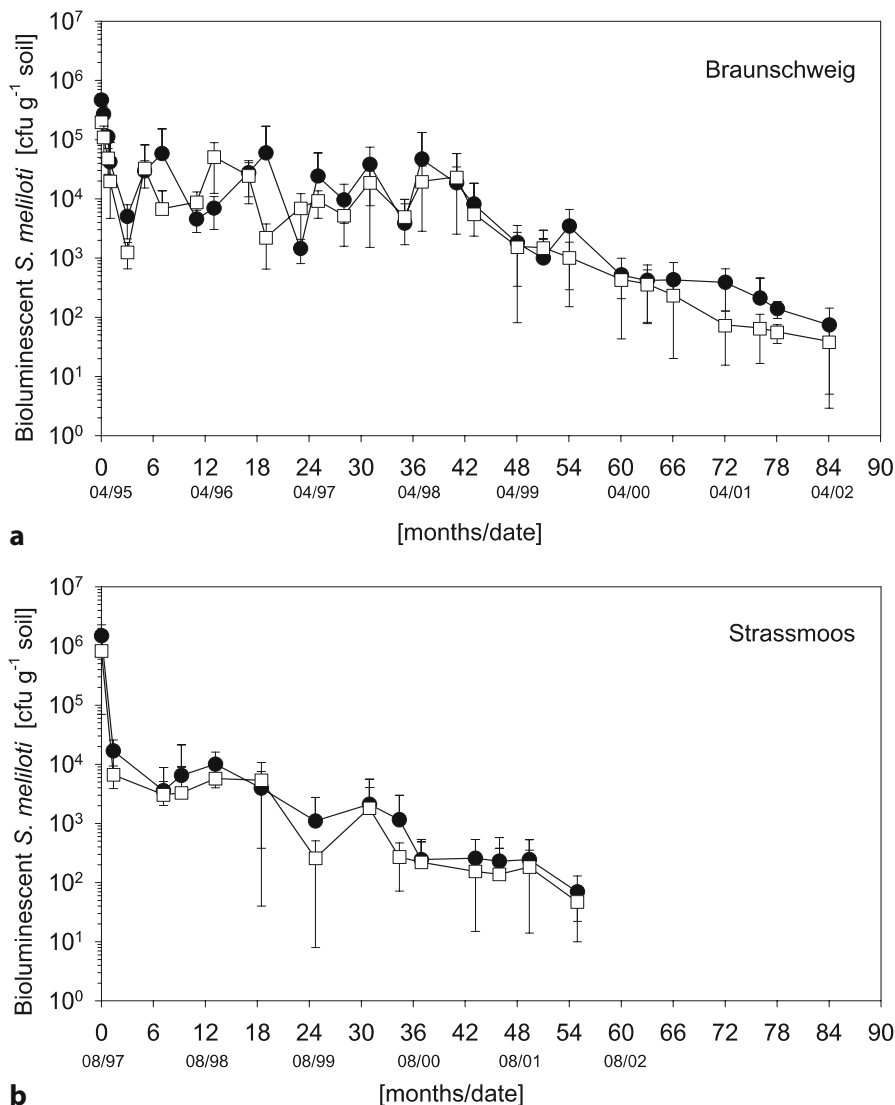 Braunschweig
Bioluminescent S. meliloti [cfu g-1 soil]
10^7
10^6
10^5
10^4
10^3
10^2
10^1
10^0
0 6 12 18 24 30 36 42 48 54 60 66 72 78 84 90
04/95 04/96 04/97 04/98 04/99 04/00 04/01 04/02
[months/date]
a
Strassmoos
Bioluminescent S. meliloti [cfu g-1 soil]
10^7
10^6
10^5
10^4
10^3
10^2
10^1
10^0
0 6 12 18 24 30 36 42 48 54 60 66 72 78 84 90
08/97 08/98 08/99 08/00 08/01 08/02
[months/date]
b